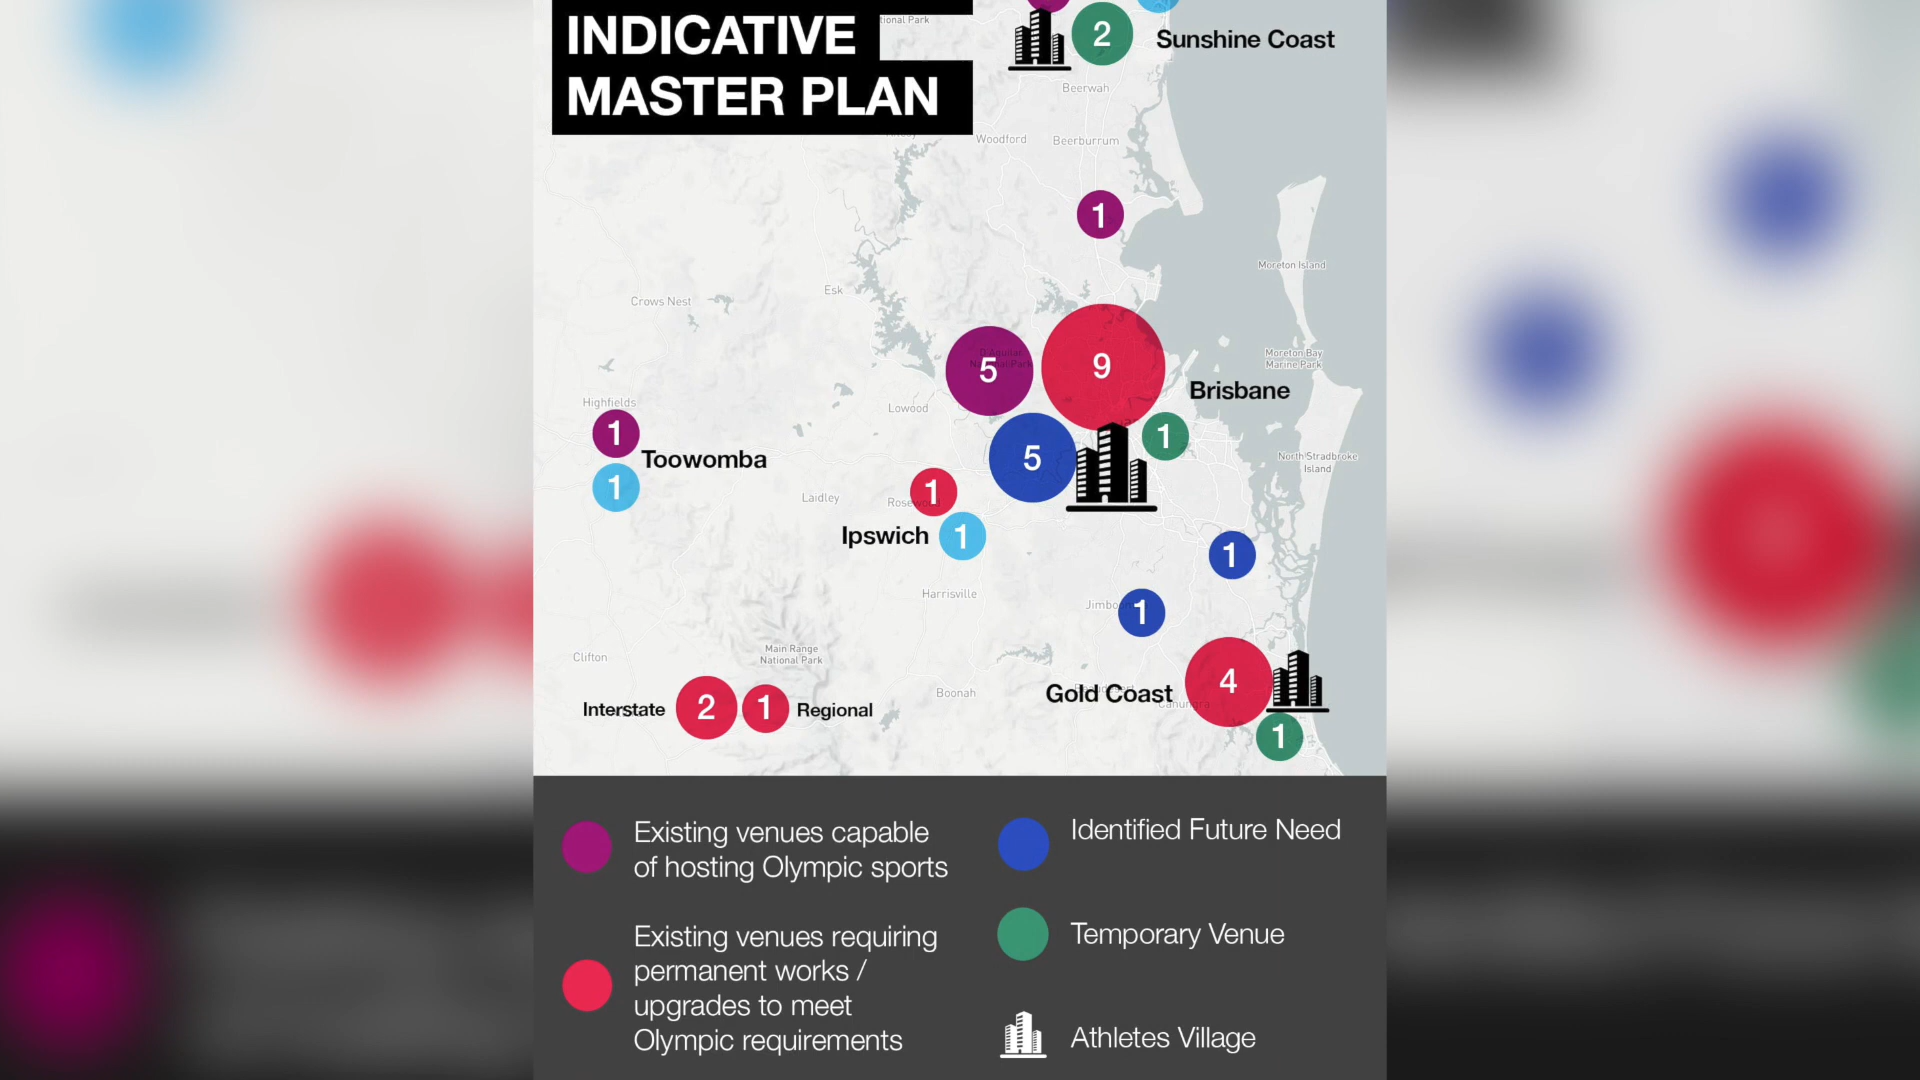 INDICATIVE
MASTER PLAN
ional Park
2
Sunshine Coast
Beerwah
Woodford
Beerburrum
1
Moreton Island
Esk
Crows Nest
5
9
Moreton Bay
Marine Park
Brisbane
Highfields
Lowood
1
Toowomba
1
5
1
North Stradbroke
Island
Laidley
1
Ipswich
1
1
Harrisville
1
Main Range
National Park
Clifton
Boonah
Gold Coast
4
Interstate
2
1
Regional
1
Existing venues capable
of hosting Olympic sports
Existing venues requiring
permanent works /
upgrades to meet
Olympic requirements
Identified Future Need
Temporary Venue
Athletes Village